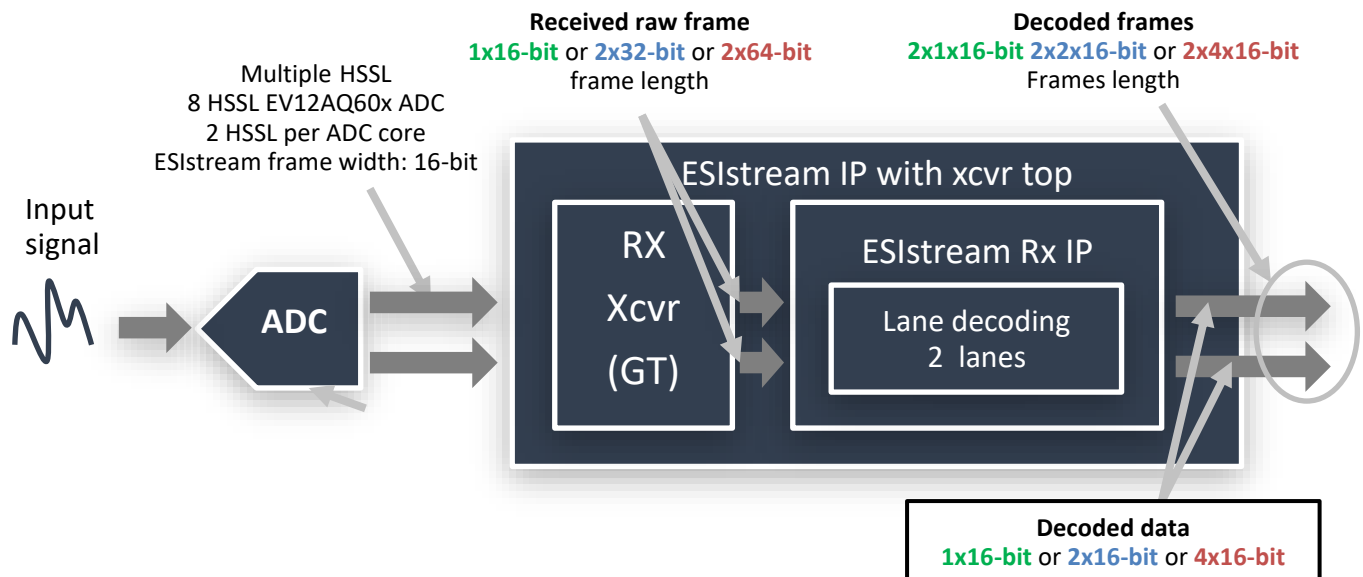 Received raw frame
1x16-bit or 2x32-bit or 2x64-bit
frame length
Decoded frames
2x1x16-bit 2x2x16-bit or 2x4x16-bit
Frames length
Multiple HSSL
8 HSSL EV12AQ60x ADC
2 HSSL per ADC core
ESIstream frame width: 16-bit
Input
signal
ADC
ESIstream IP with xcvr top
RX
Xcvr
(GT)
ESIstream Rx IP
Lane decoding
2 lanes
Decoded data
1x16-bit or 2x16-bit or 4x16-bit